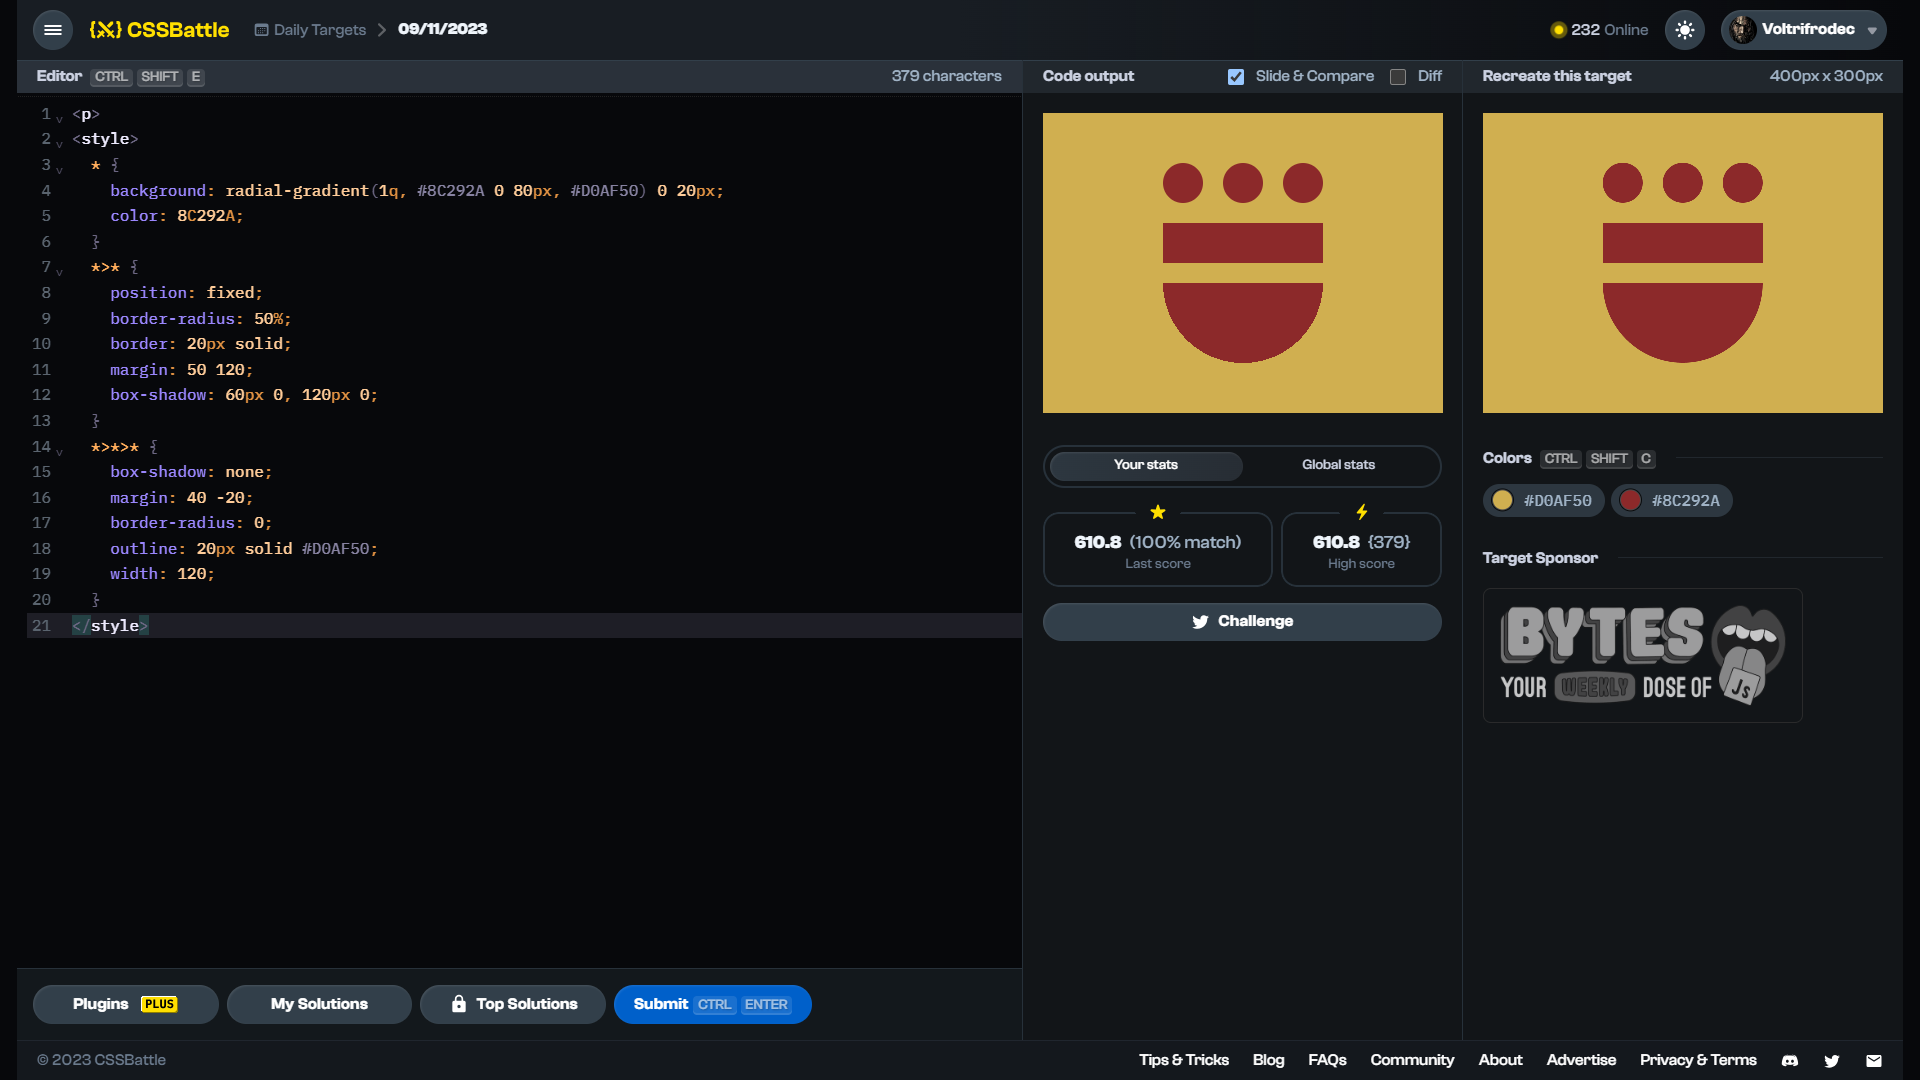 CSSBattle
Daily Targets
09/11/2023
232 Online
Voltrifrodec
Editor CTRL SHIFT E
379 characters
Code output
Slide & Compare
Diff
Recreate this target
400px x 300px
1 <p>
2 <style>
3 * {
4 background: radial-gradient(1q, #8C292A 0 80px, #D0AF50) 0 20px;
5 color: 8C292A;
6 }
7 *>* {
8 position: fixed;
9 border-radius: 50%;
10 border: 20px solid;
11 margin: 50 120;
12 box-shadow: 60px 0, 120px 0;
13 }
14 *>*>* {
15 box-shadow: none;
16 margin: 40 -20;
17 border-radius: 0;
18 outline: 20px solid #D0AF50;
19 width: 120;
20 }
21 </style>
Your stats
Global stats
610.8 (100% match)
Last score
610.8 {379}
High score
Challenge
Colors CTRL SHIFT C
#D0AF50
#8C292A
Target Sponsor
BYTES
YOUR WEEKLY DOSE OF JS
Plugins PLUS
My Solutions
Top Solutions
Submit CTRL ENTER
© 2023 CSSBattle
Tips & Tricks
Blog
FAQs
Community
About
Advertise
Privacy & Terms